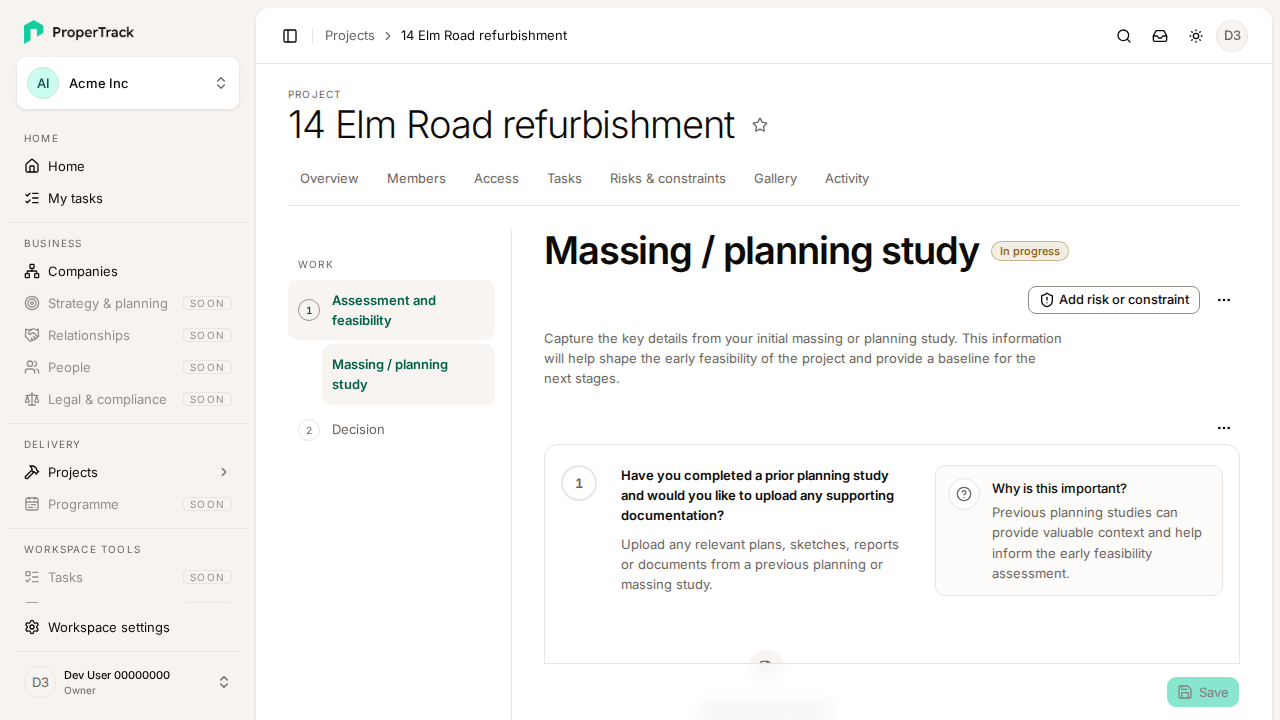 ProperTrack
AI
Acme Inc
HOME
Home
My tasks
BUSINESS
Companies
Strategy & planning SOON
Relationships SOON
People SOON
Legal & compliance SOON
DELIVERY
Projects
Programme SOON
WORKSPACE TOOLS
Tasks SOON
Workspace settings
D3
Dev User 00000000
Owner
Projects
14 Elm Road refurbishment
D3
PROJECT
14 Elm Road refurbishment
Overview
Members
Access
Tasks
Risks & constraints
Gallery
Activity
WORK
1
Assessment and
feasibility
Massing / planning
study
2
Decision
Massing / planning study
In progress
Add risk or constraint
Capture the key details from your initial massing or planning study. This information
will help shape the early feasibility of the project and provide a baseline for the
next stages.
1
Have you completed a prior planning study
and would you like to upload any supporting
documentation?
Upload any relevant plans, sketches, reports
or documents from a previous planning or
massing study.
Why is this important?
Previous planning studies can
provide valuable context and help
inform the early feasibility
assessment.
Save